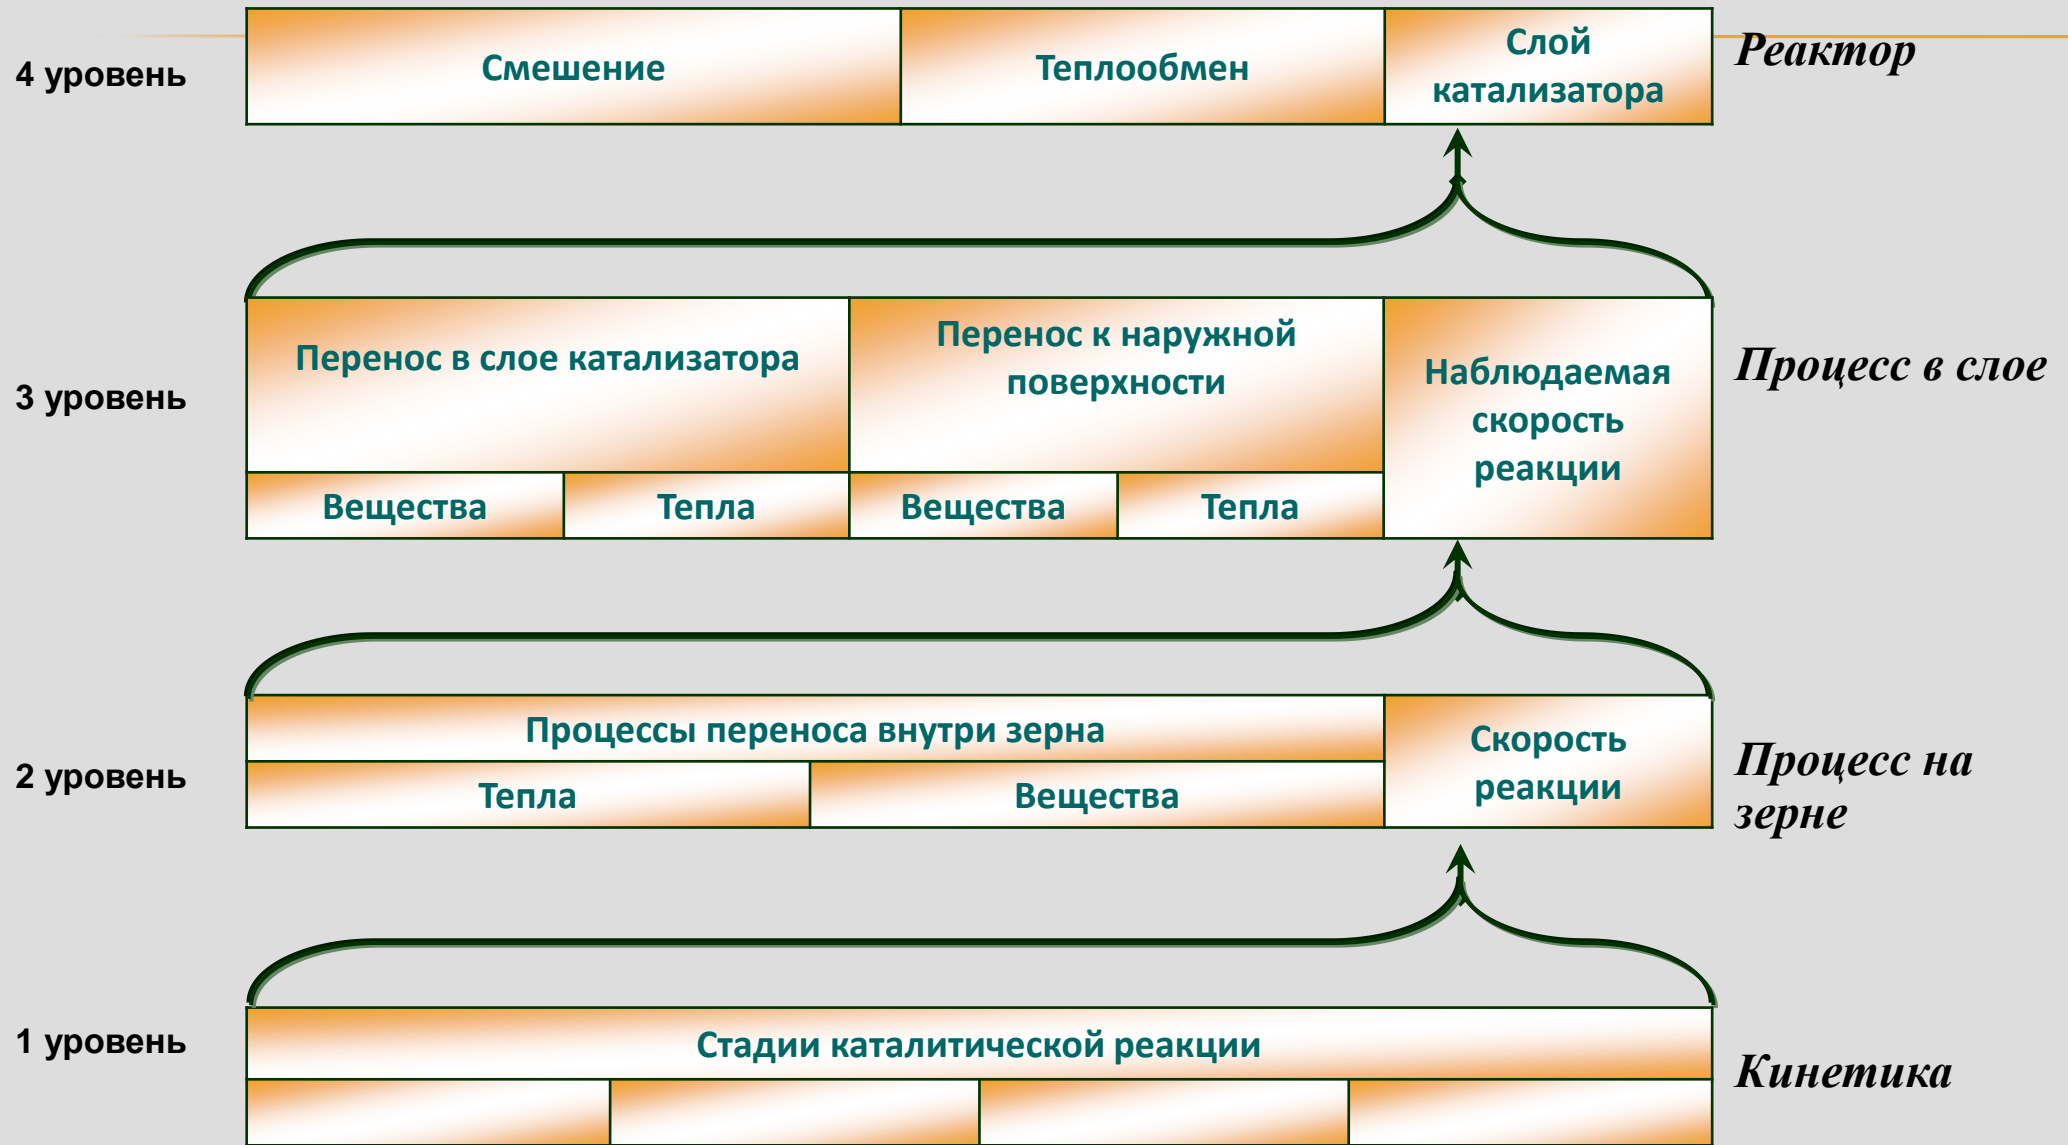 4 уровень
Смешение
Теплообмен
Слой
катализатора
Реактор
3 уровень
Перенос в слое катализатора
Перенос к наружной
поверхности
Наблюдаемая
скорость
реакции
Вещества
Тепла
Вещества
Тепла
Процесс в слое
2 уровень
Процессы переноса внутри зерна
Тепла
Вещества
Скорость
реакции
Процесс на
зерне
1 уровень
Стадии каталитической реакции
Кинетика